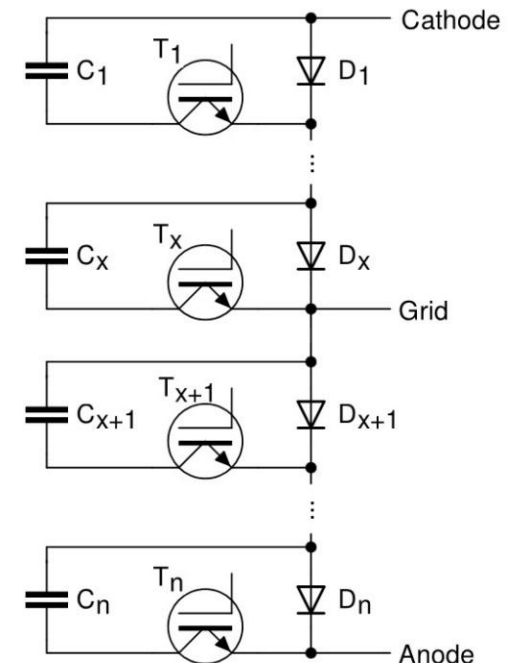 Cathode
T1
C1 D1
...
Tx
Cx Dx
Grid
Tx+1
Cx+1 Dx+1
...
Tn
Cn Dn
Anode